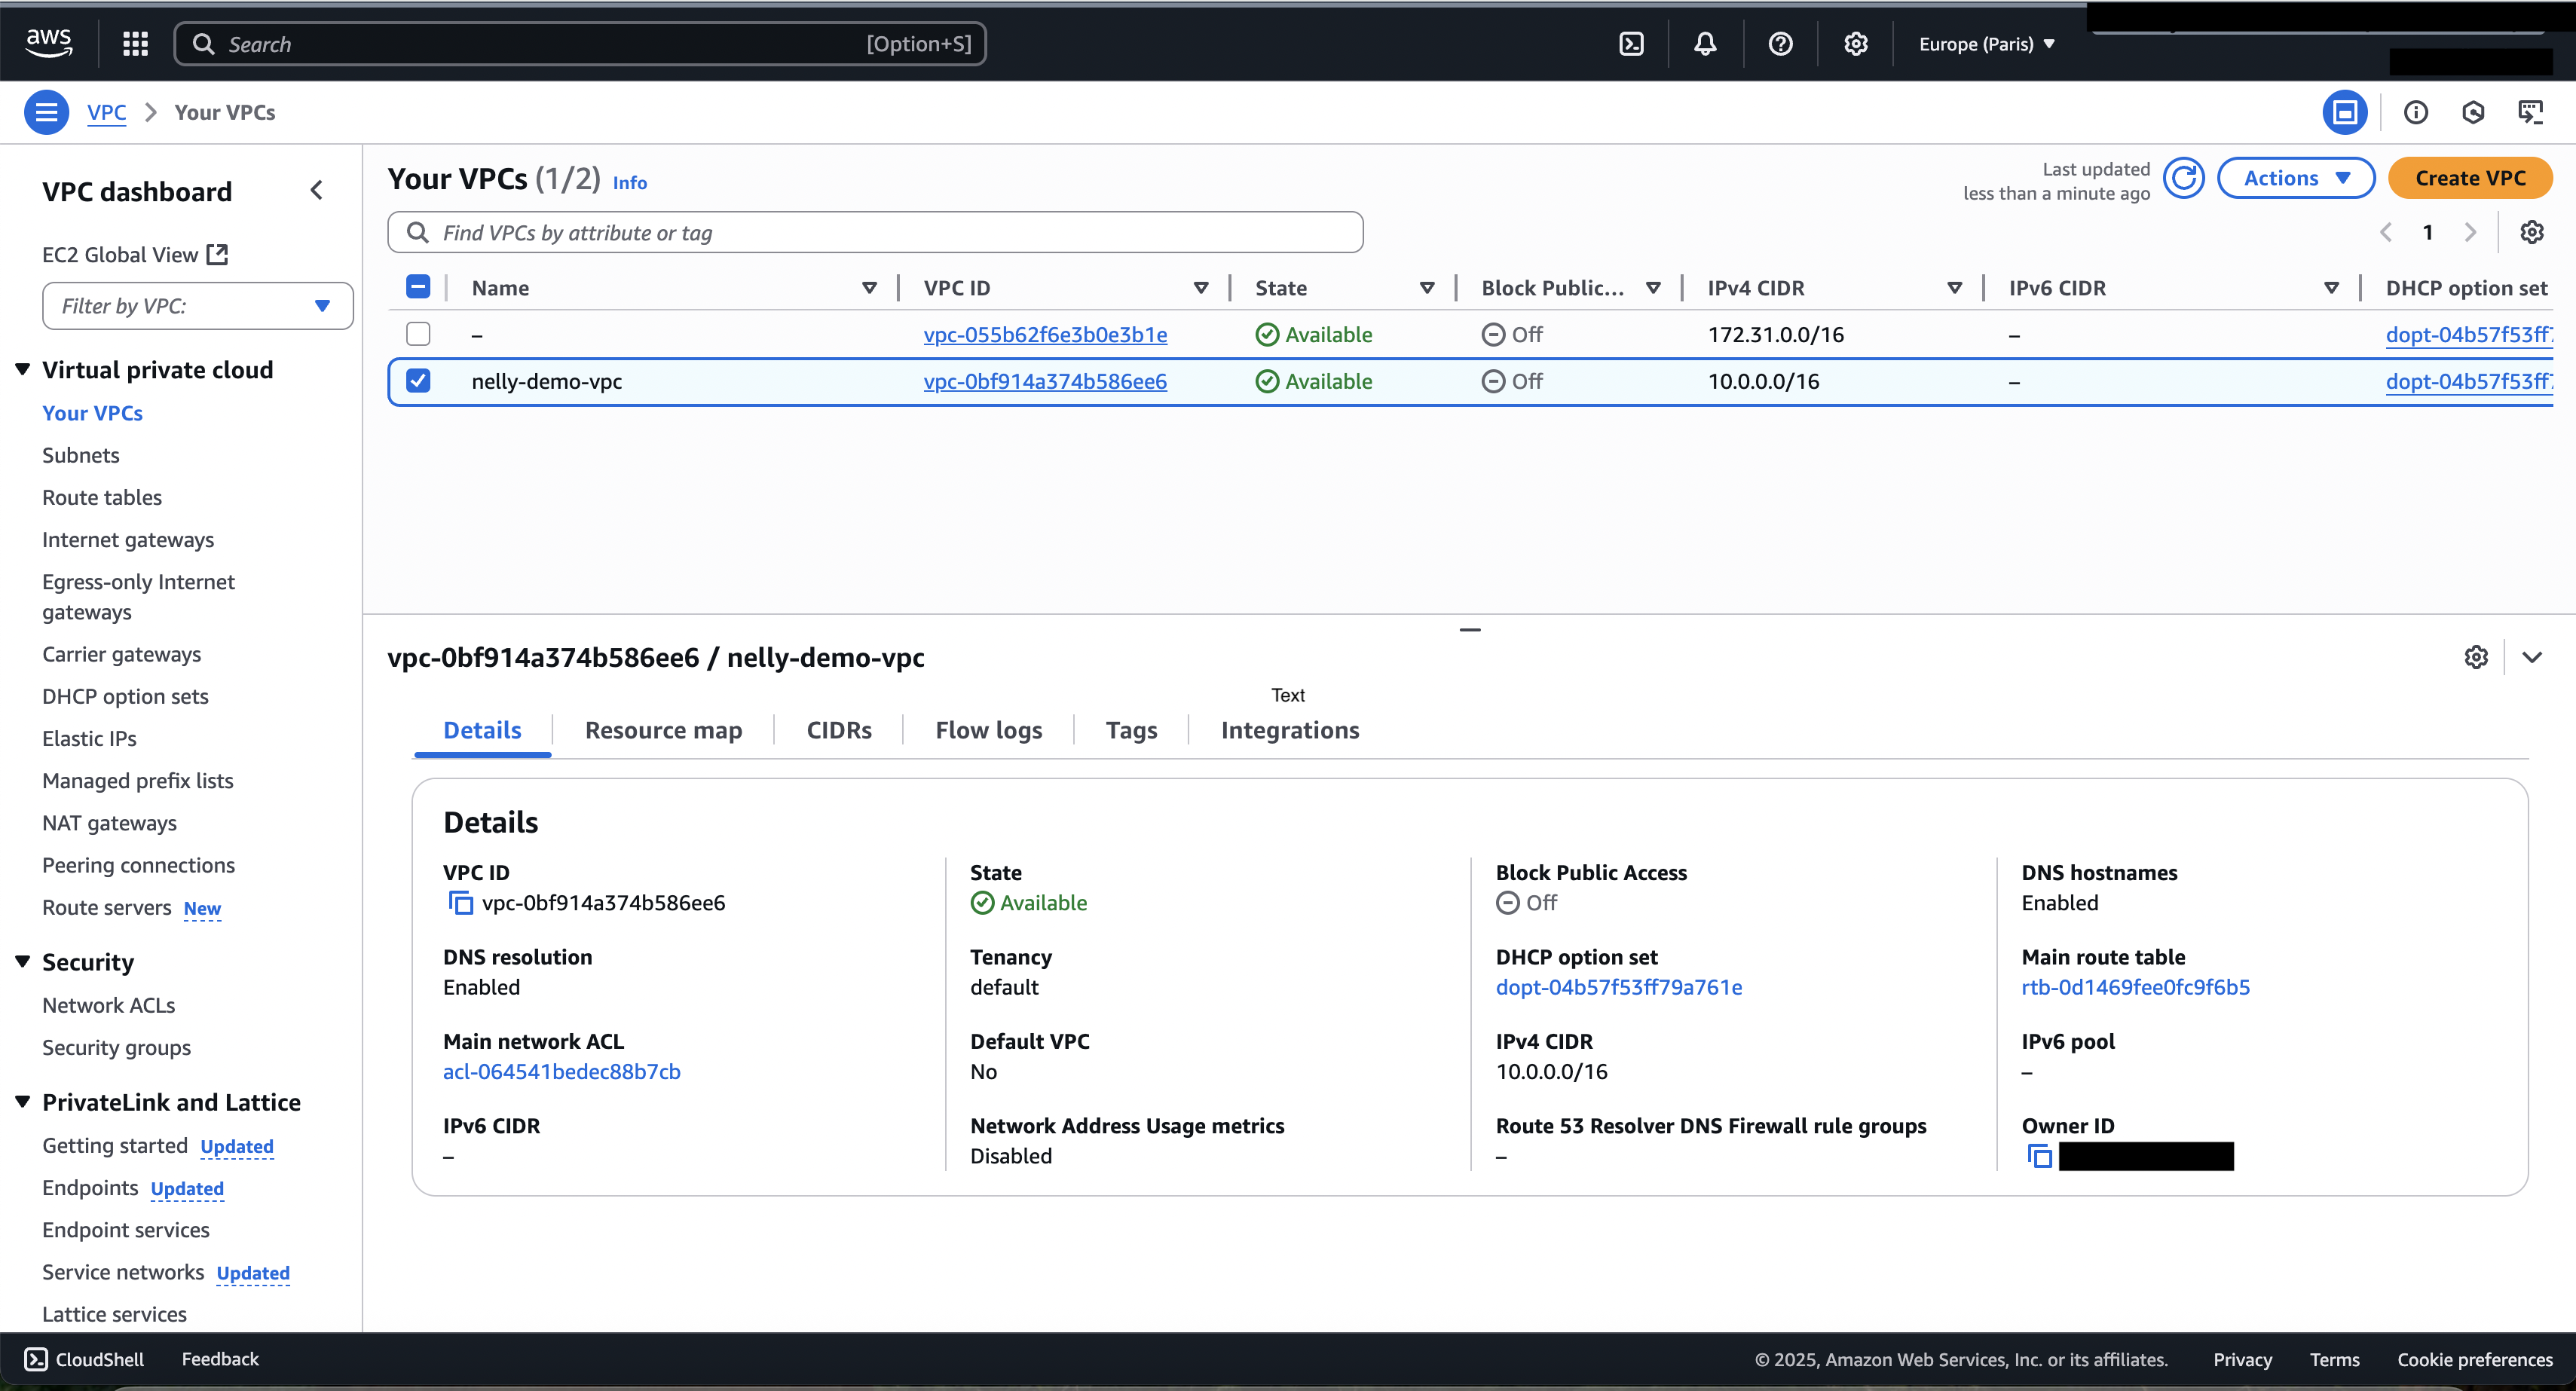 aws
Search [Option+S]
Europe (Paris)
VPC
Your VPCs
VPC dashboard
EC2 Global View
Filter by VPC:
Virtual private cloud
Your VPCs
Subnets
Route tables
Internet gateways
Egress-only Internet
gateways
Carrier gateways
DHCP option sets
Elastic IPs
Managed prefix lists
NAT gateways
Peering connections
Route servers New
Security
Network ACLs
Security groups
PrivateLink and Lattice
Getting started Updated
Endpoints Updated
Endpoint services
Service networks Updated
Lattice services
Your VPCs (1/2) Info
Last updated
less than a minute ago
Actions
Create VPC
Find VPCs by attribute or tag
1
Name VPC ID State Block Public... IPv4 CIDR IPv6 CIDR DHCP option set
– vpc-055b62f6e3b0e3b1e Available Off 172.31.0.0/16 – dopt-04b57f53ff
nelly-demo-vpc vpc-0bf914a374b586ee6 Available Off 10.0.0.0/16 – dopt-04b57f53ff
vpc-0bf914a374b586ee6 / nelly-demo-vpc
Text
Details Resource map CIDRs Flow logs Tags Integrations
Details
VPC ID
vpc-0bf914a374b586ee6
State
Available
Block Public Access
Off
DNS hostnames
Enabled
DNS resolution
Enabled
Tenancy
default
DHCP option set
dopt-04b57f53ff79a761e
Main route table
rtb-0d1469fee0fc9f6b5
Main network ACL
acl-064541bedec88b7cb
Default VPC
No
IPv4 CIDR
10.0.0.0/16
IPv6 pool
–
IPv6 CIDR
–
Network Address Usage metrics
Disabled
Route 53 Resolver DNS Firewall rule groups
–
Owner ID
CloudShell Feedback © 2025, Amazon Web Services, Inc. or its affiliates. Privacy Terms Cookie preferences